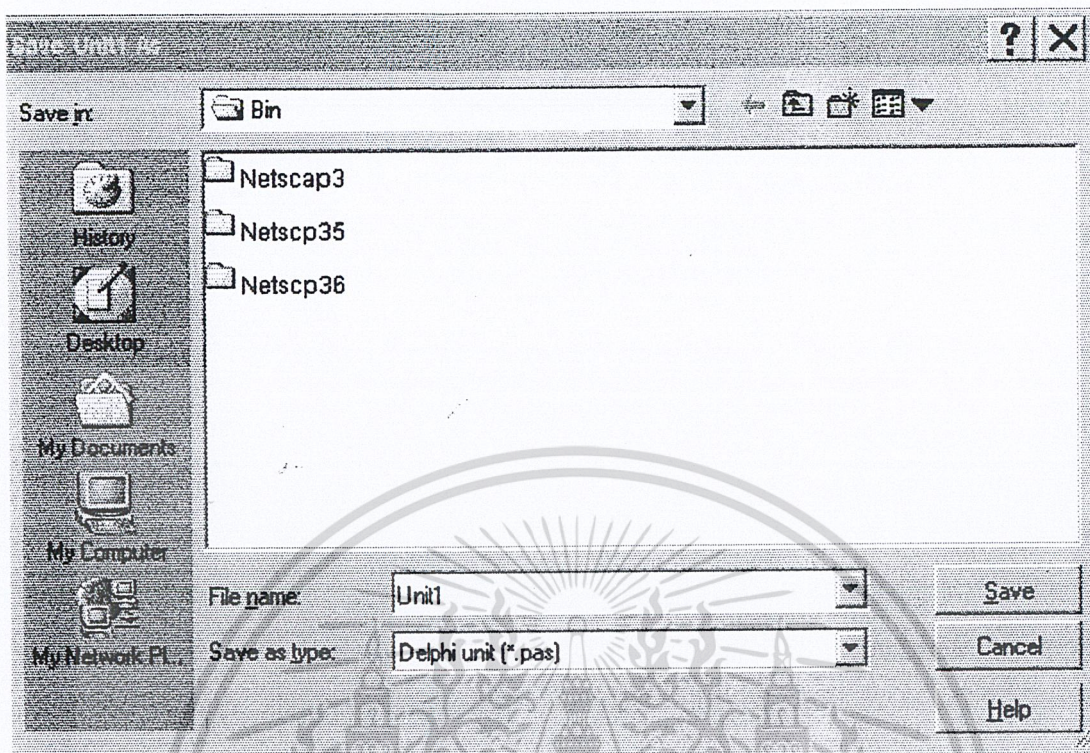 Save Unit1 As
Save in:
Bin
Netscap3
Netscp35
Netscp36
History
Desktop
My Documents
My Computer
My Network Pl...
File name:
Unit1
Save
Save as type:
Delphi unit (*.pas)
Cancel
Help